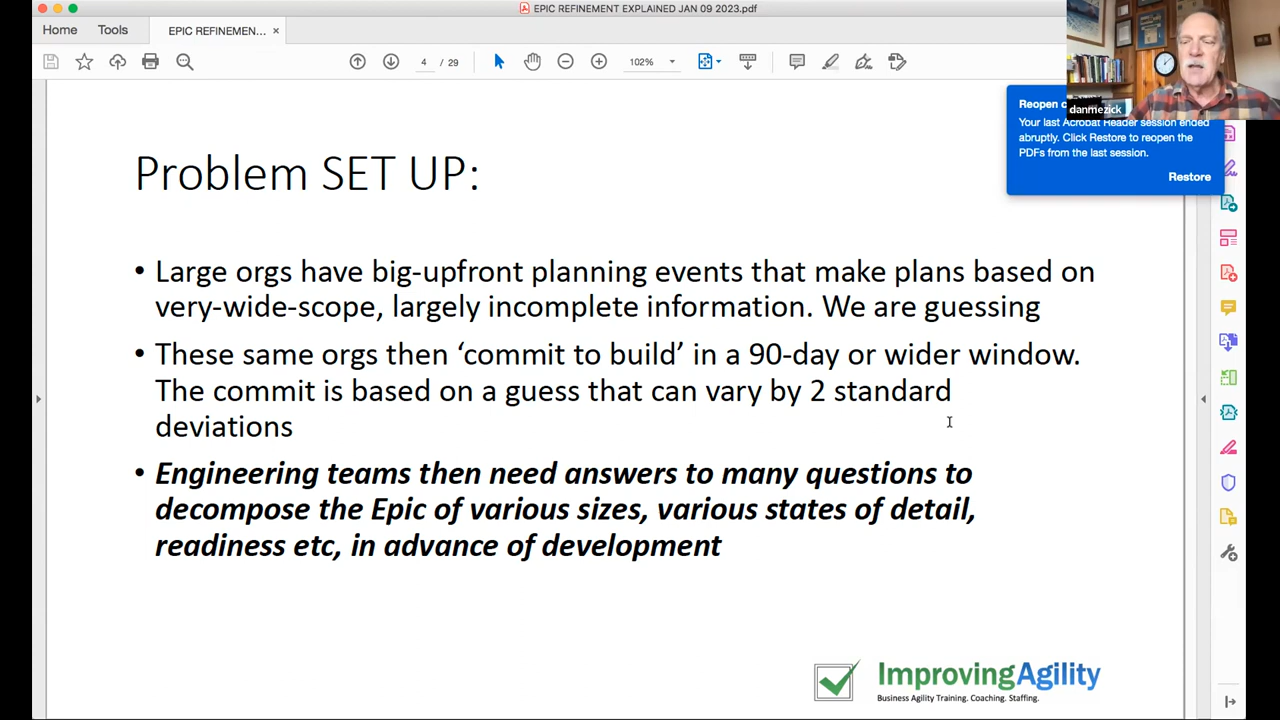 EPIC REFINEMENT EXPLAINED JAN 09 2023.pdf
Home
Tools
EPIC REFINEMEN... ×
4 / 29
102%
danmezick
Your last Acrobat Reader session ended
abruptly. Click Restore to reopen the
PDFs from the last session.
Restore
Problem SET UP:
• Large orgs have big-upfront planning events that make plans based on
very-wide-scope, largely incomplete information. We are guessing
• These same orgs then ‘commit to build’ in a 90-day or wider window.
The commit is based on a guess that can vary by 2 standard
deviations
• Engineering teams then need answers to many questions to
decompose the Epic of various sizes, various states of detail,
readiness etc, in advance of development
ImprovingAgility
Business Agility Training. Coaching. Staffing.